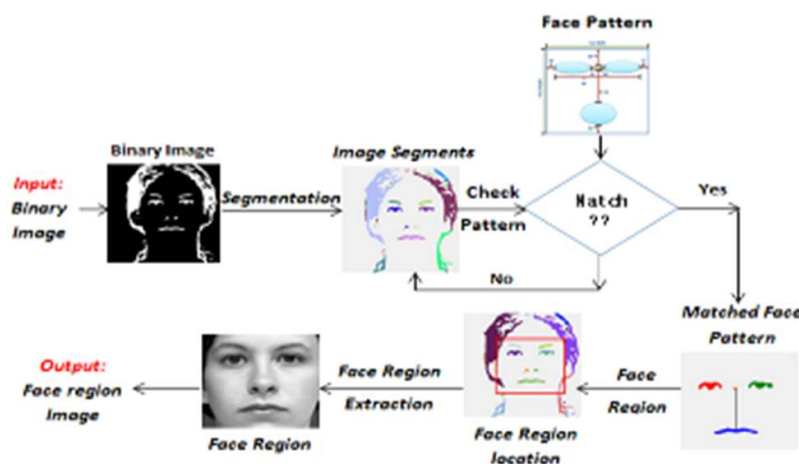 Face Pattern
Binary Image
Image Segments
Input:
Binary
Image
Segmentation
Check
Pattern
Match
??
Yes
No
Matched Face
Pattern
Output:
Face region
Image
Face Region
Extraction
Face
Region
Face Region
Face Region
location